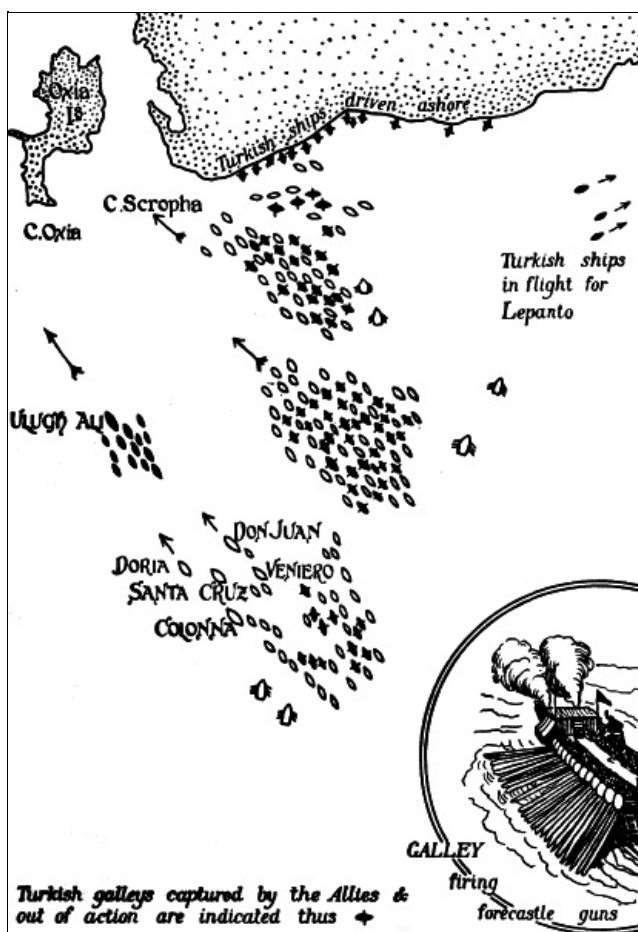 Oxia
Is
C. Oxia
Turkish ships driven ashore
C. Scropha
Turkish ships
in flight for
Lepanto
ULUGH ALI
DON JUAN
DORIA
VENIERO
SANTA CRUZ
COLONNA
GALLEY
firing
forecastle guns
Turkish galleys captured by the Allies &
out of action are indicated thus